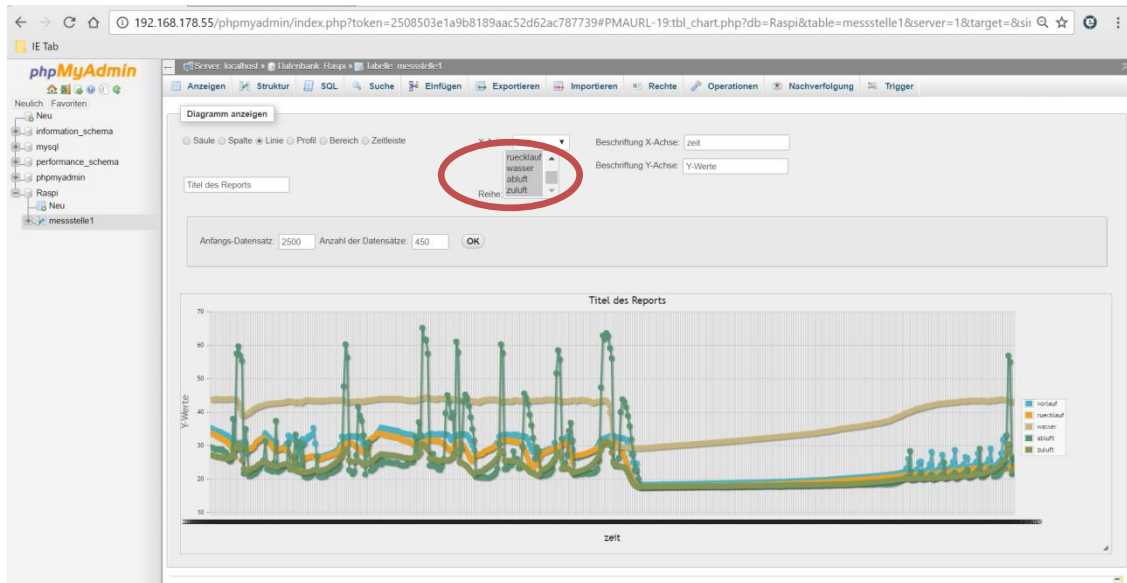 192.168.178.55/phpmyadmin/index.php?token=2508503e1a9b8189aac52d62ac787739#PMAURL-19:tbl_chart.php?db=Raspi&table=messstelle1&server=1&target=&sii
IE Tab
phpMyAdmin
Neulich Favoriten
Neu
information_schema
mysql
performance_schema
phpmyadmin
Raspi
Neu
messstelle1
Server: localhost » Datenbank: Raspi » Tabelle: messstelle1
Anzeigen Struktur SQL Suche Einfügen Exportieren Importieren Rechte Operationen Nachverfolgung Trigger
Diagramm anzeigen
Säule Spalte Linie Profil Bereich Zeitleiste
Titel des Reports
ruecklauf
wasser
abluft
zuluft
Reihe:
Beschriftung X-Achse: zeit
Beschriftung Y-Achse: Y-Werte
Anfangs-Datensatz: 2500 Anzahl der Datensätze: 450 OK
Titel des Reports
Y-Werte
70
60
50
40
30
20
10
zeit
vorlauf
ruecklauf
wasser
abluft
zuluft